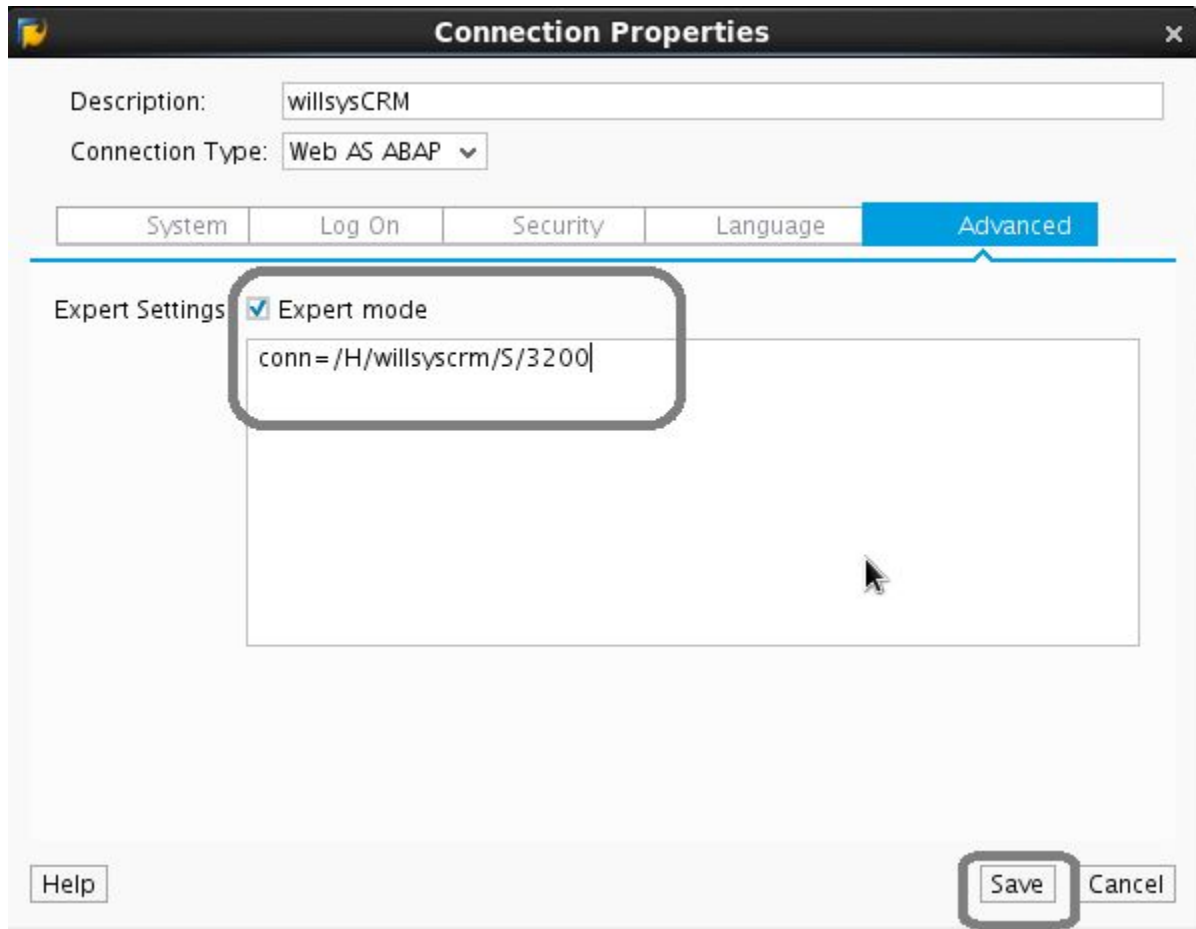 Connection Properties
Description: willsysCRM
Connection Type: Web AS ABAP
System Log On Security Language Advanced
Expert Settings Expert mode
conn=/H/willsyscrm/S/3200
Help Save Cancel